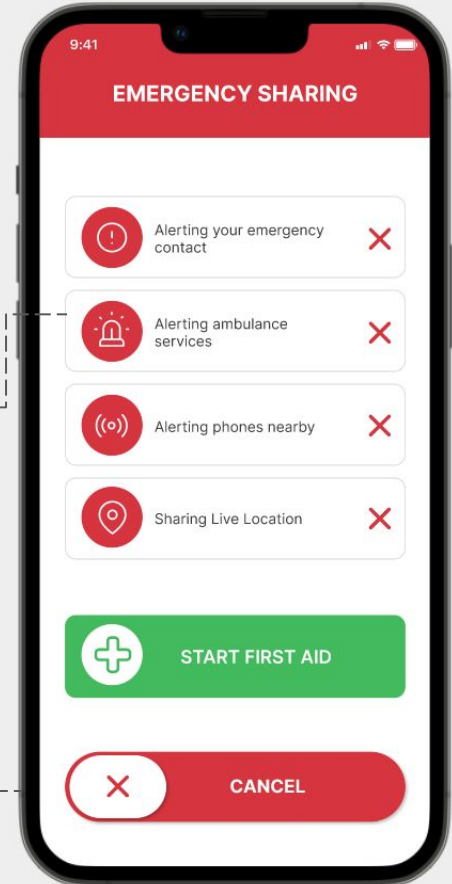 9:41
EMERGENCY SHARING
Alerting your emergency
contact
Alerting ambulance
services
Alerting phones nearby
Sharing Live Location
START FIRST AID
CANCEL